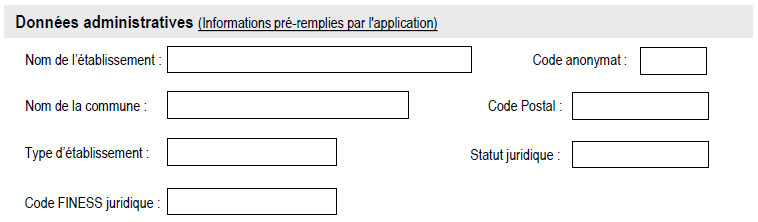 Données administratives (Informations pré-remplies par l'application)
Nom de l'établissement : Code anonymat :
Nom de la commune : Code Postal :
Type d'établissement : Statut juridique :
Code FINESS juridique :